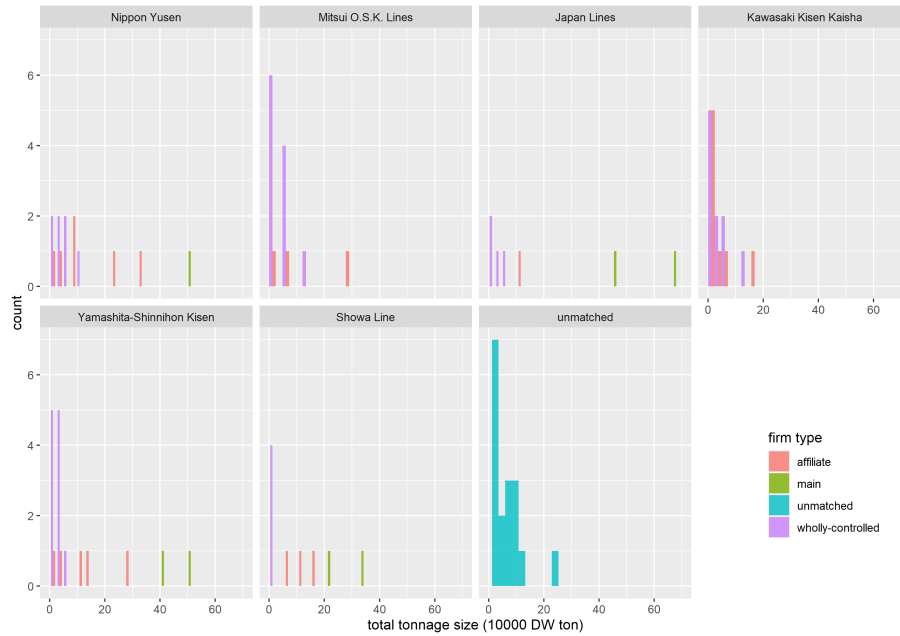 Nippon Yusen
Mitsui O.S.K. Lines
Japan Lines
Kawasaki Kisen Kaisha
6
4
2
0
0 20 40 60
count
Yamashita-Shinnihon Kisen
Showa Line
unmatched
6
4
2
0
0 20 40 60
0 20 40 60
0 20 40 60
total tonnage size (10000 DW ton)
firm type
affiliate
main
unmatched
wholly-controlled